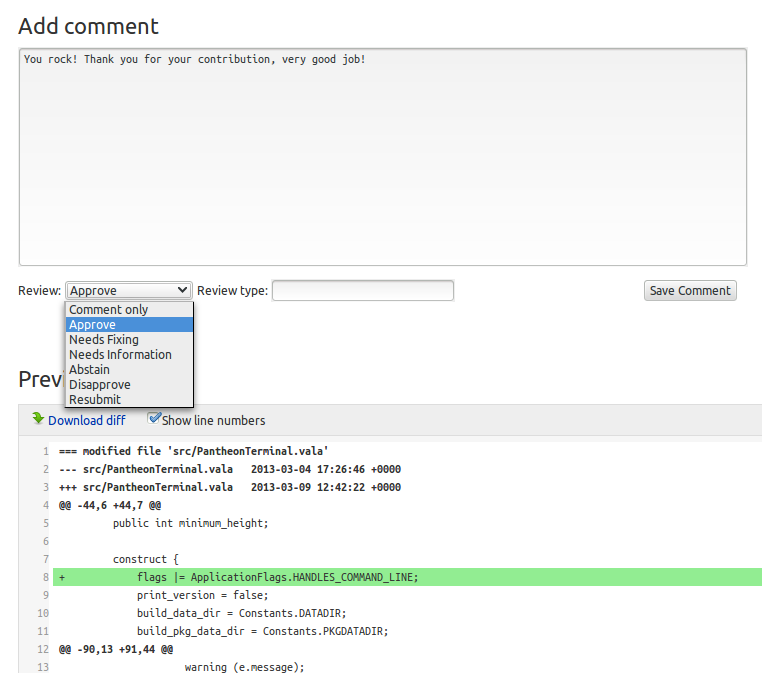 Add comment
You rock! Thank you for your contribution, very good job!
Review: Approve Review type: Save Comment
Comment only
Approve
Needs Fixing
Needs Information
Abstain
Disapprove
Resubmit
Download diff Show line numbers
1 === modified file 'src/PantheonTerminal.vala'
2 --- src/PantheonTerminal.vala 2013-03-04 17:26:46 +0000
3 +++ src/PantheonTerminal.vala 2013-03-09 12:42:22 +0000
4 @@ -44,6 +44,7 @@
5 public int minimum_height;
6
7 construct {
8 + flags |= ApplicationFlags.HANDLES_COMMAND_LINE;
9 print_version = false;
10 build_data_dir = Constants.DATADIR;
11 build_pkg_data_dir = Constants.PKGDATADIR;
12 @@ -90,13 +91,44 @@
13 warning (e.message);